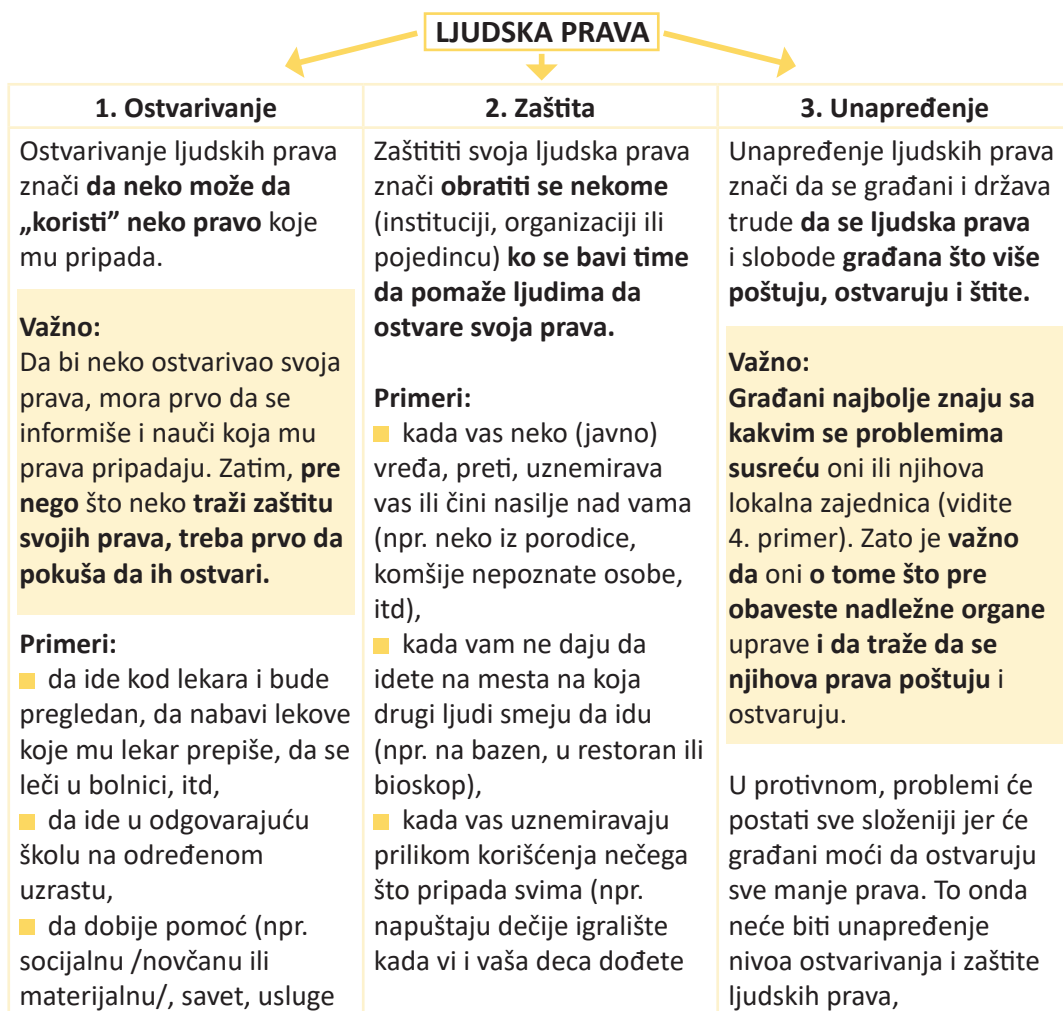 LJUDSKA PRAVA
1. Ostvarivanje
Ostvarivanje ljudskih prava
znači da neko može da
„koristi” neko pravo koje
mu pripada.
Važno:
Da bi neko ostvarivao svoja
prava, mora prvo da se
informiše i nauči koja mu
prava pripadaju. Zatim, pre
nego što neko traži zaštitu
svojih prava, treba prvo da
pokuša da ih ostvari.
Primeri:
da ide kod lekara i bude
pregledan, da nabavi lekove
koje mu lekar prepiše, da se
leči u bolnici, itd,
da ide u odgovarajuću
školu na određenom
uzrastu,
da dobije pomoć (npr.
socijalnu /novčanu ili
materijalnu/, savet, usluge
2. Zaštita
Zaštititi svoja ljudska prava
znači obratiti se nekome
(instituciji, organizaciji ili
pojedincu) ko se bavi time
da pomaže ljudima da
ostvare svoja prava.
Primeri:
kada vas neko (javno)
vređa, preti, uznemirava
vas ili čini nasilje nad vama
(npr. neko iz porodice,
komšije nepoznate osobe,
itd),
kada vam ne daju da
idete na mesta na koja
drugi ljudi smeju da idu
(npr. na bazen, u restoran ili
bioskop),
kada vas uznemiravaju
prilikom korišćenja nečega
što pripada svima (npr.
napuštaju dečije igralište
kada vi i vaša deca dođete
3. Unapređenje
Unapređenje ljudskih prava
znači da se građani i država
trude da se ljudska prava
i slobode građana što više
poštuju, ostvaruju i štite.
Važno:
Građani najbolje znaju sa
kakvim se problemima
susreću oni ili njihova
lokalna zajednica (vidite
4. primer). Zato je važno
da oni o tome što pre
obaveste nadležne organe
uprave i da traže da se
njihova prava poštuju i
ostvaruju.
U protivnom, problemi će
postati sve složeniji jer će
građani moći da ostvaruju
sve manje prava. To onda
neće biti unapređenje
nivoa ostvarivanja i zaštite
ljudskih prava,